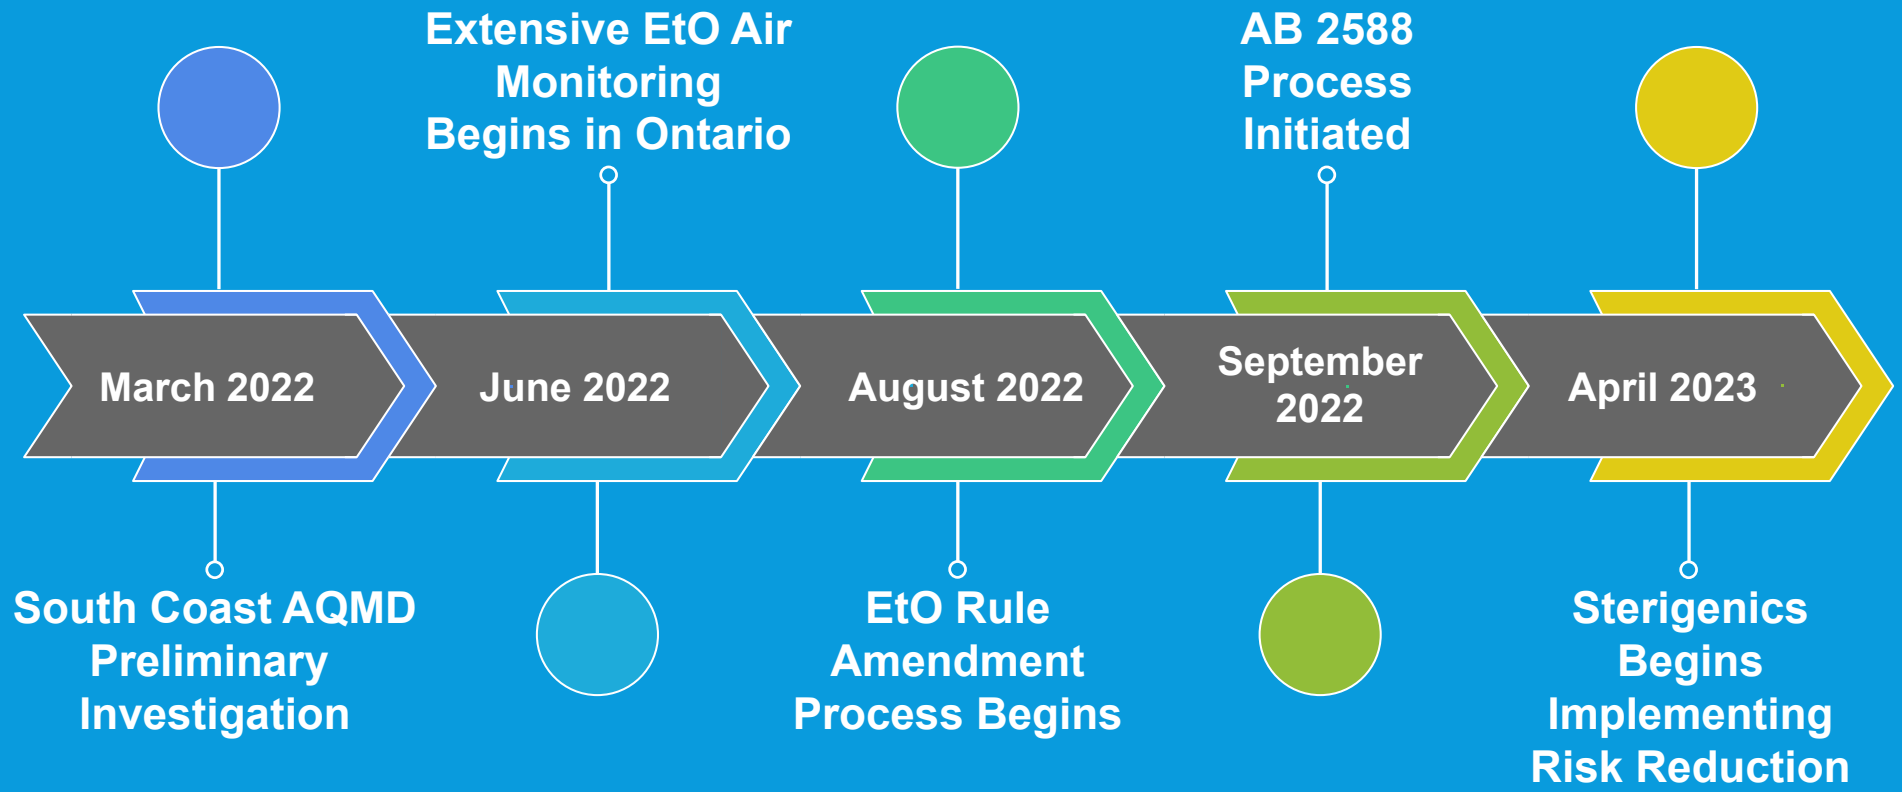 Extensive EtO Air
Monitoring
Begins in Ontario
AB 2588
Process
Initiated
March 2022
June 2022
August 2022
September
2022
April 2023
South Coast AQMD
Preliminary
Investigation
EtO Rule
Amendment
Process Begins
Sterigenics
Begins
Implementing
Risk Reduction